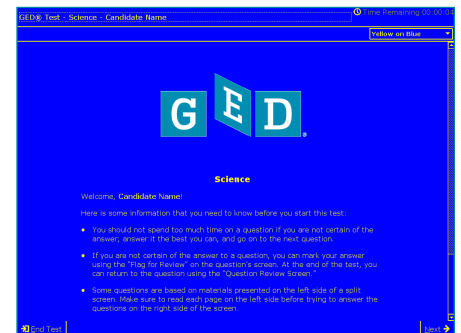 GED® Test - Science - Candidate Name
Time Remaining 00:00:04
Yellow on Blue
GED.
Science
Welcome, Candidate Name!
Here is some information that you need to know before you start this test:
• You should not spend too much time on a question if you are not certain of the
answer; answer it the best you can, and go on to the next question.
• If you are not certain of the answer to a question, you can mark your answer
using the "Flag for Review" on the question's screen. At the end of the test, you
can return to the question using the "Question Review Screen."
• Some questions are based on materials presented on the left side of a split
screen. Make sure to read each page on the left side before trying to answer the
questions on the right side of the screen.
End Test
Next